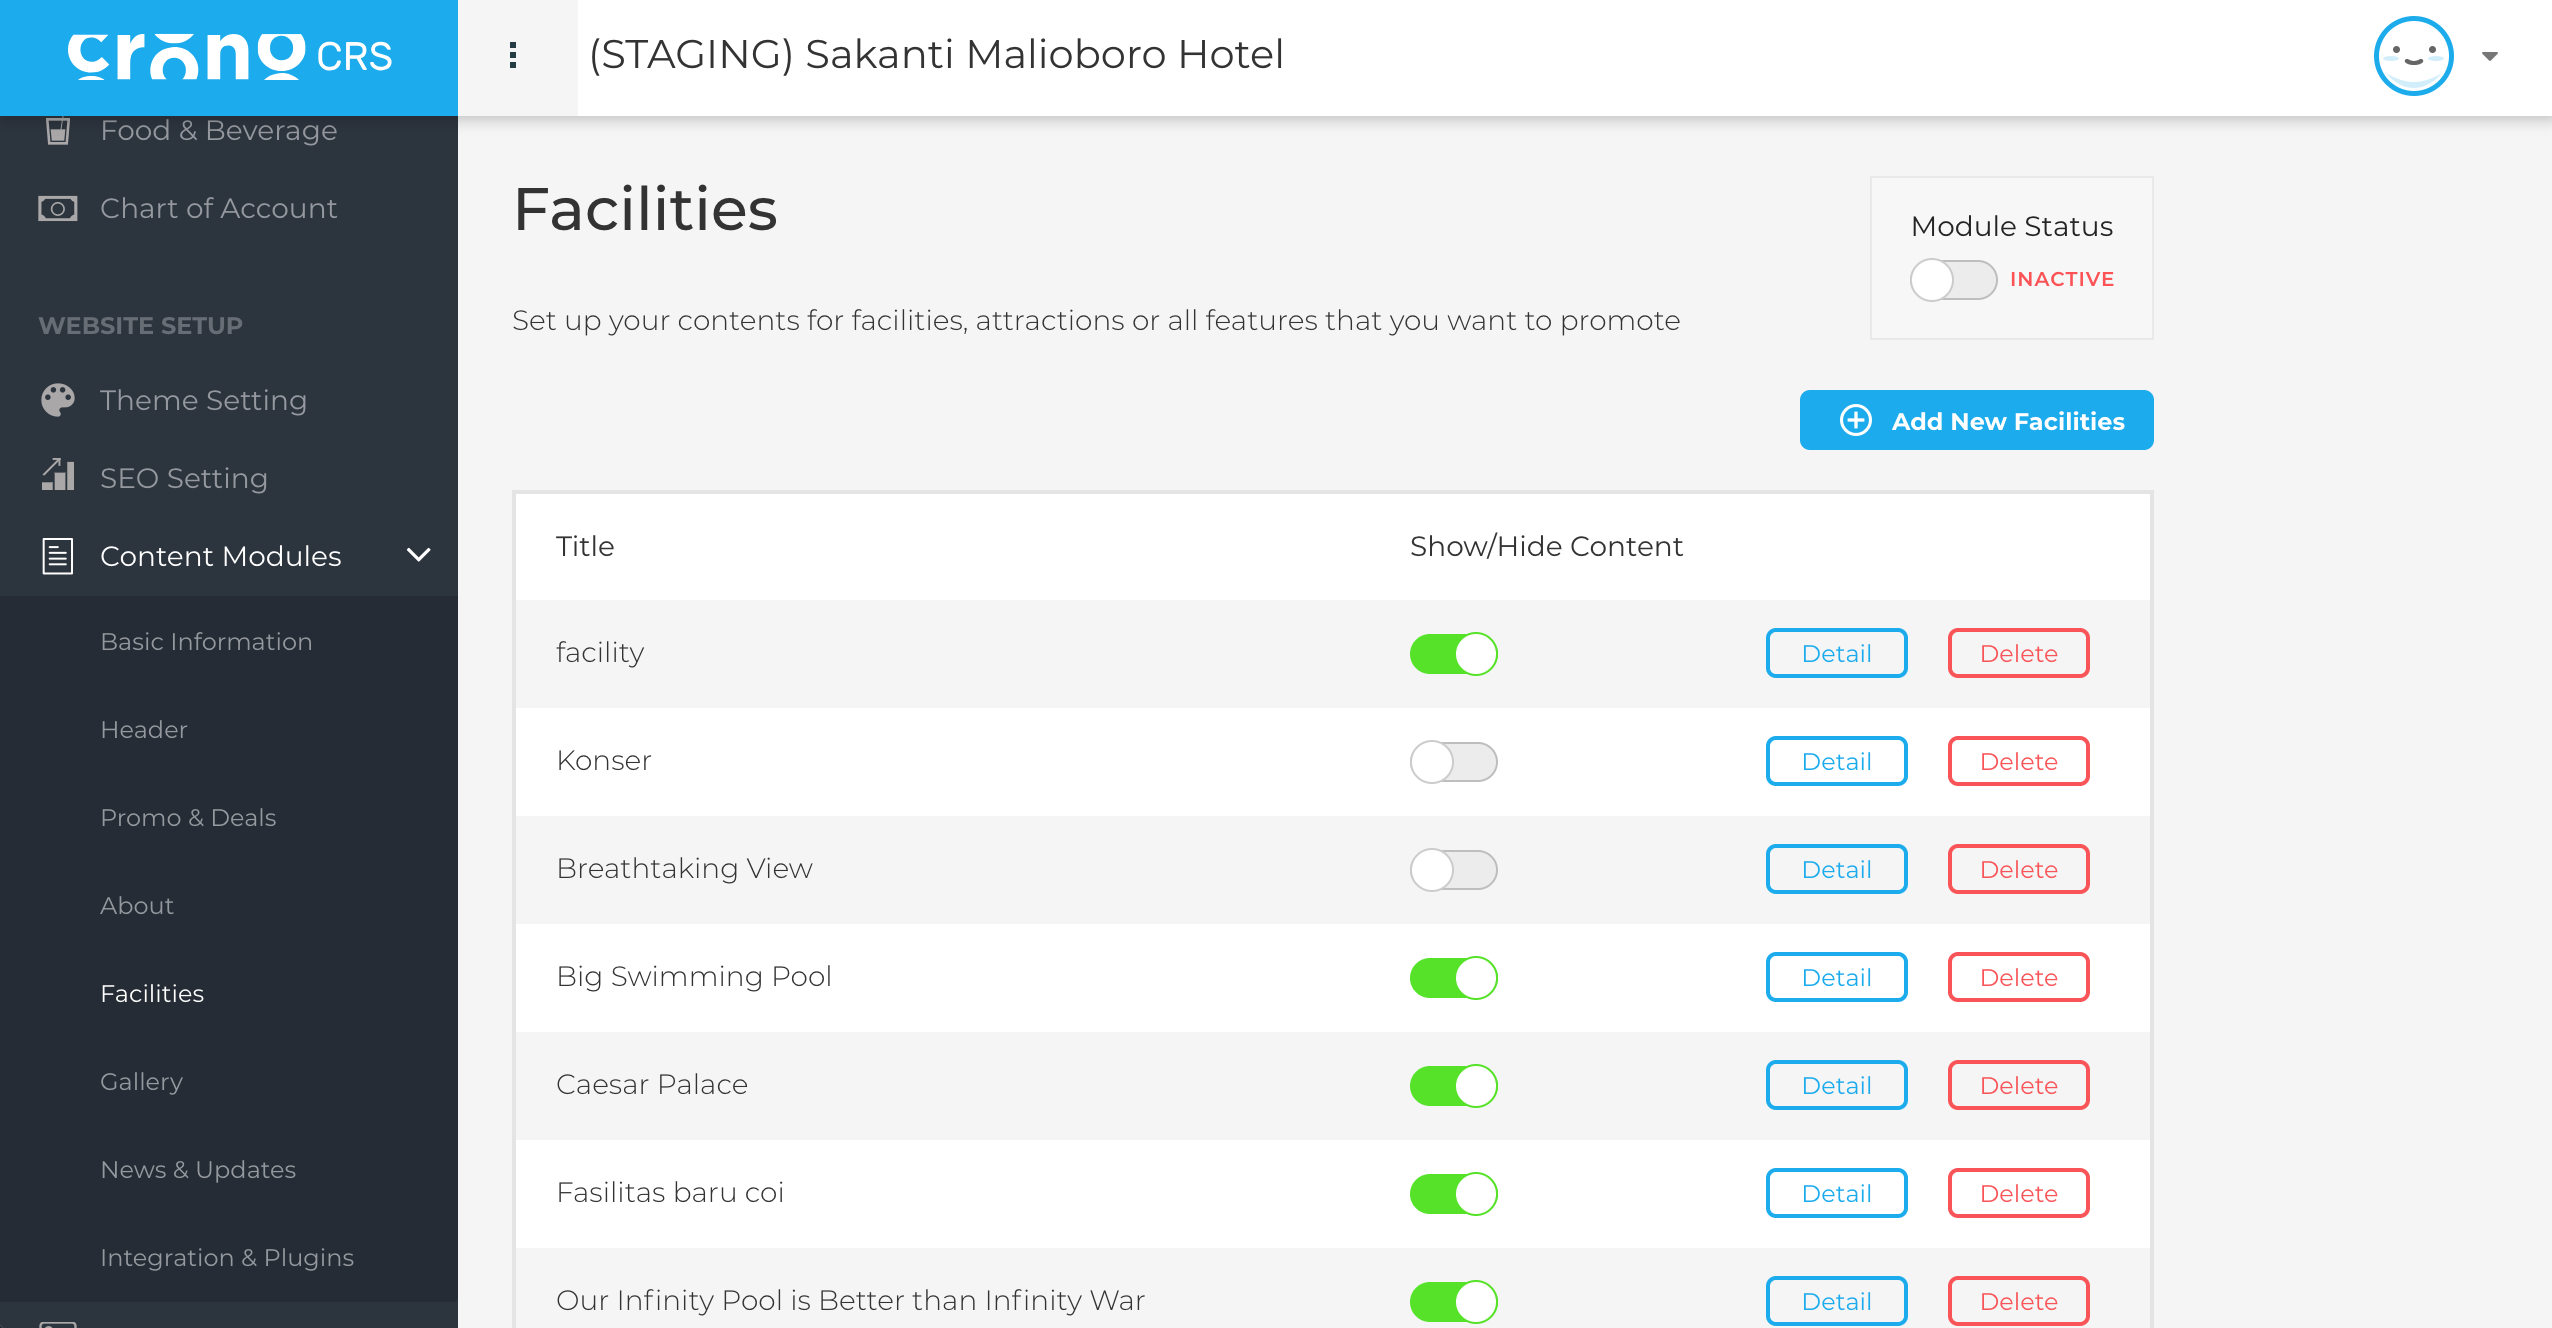 crono CRS
(STAGING) Sakanti Malioboro Hotel
Food & Beverage
Chart of Account
WEBSITE SETUP
Theme Setting
SEO Setting
Content Modules
Basic Information
Header
Promo & Deals
About
Facilities
Gallery
News & Updates
Integration & Plugins
Facilities
Set up your contents for facilities, attractions or all features that you want to promote
Module Status
INACTIVE
Add New Facilities
Title Show/Hide Content
facility Detail Delete
Konser Detail Delete
Breathtaking View Detail Delete
Big Swimming Pool Detail Delete
Caesar Palace Detail Delete
Fasilitas baru coi Detail Delete
Our Infinity Pool is Better than Infinity War Detail Delete